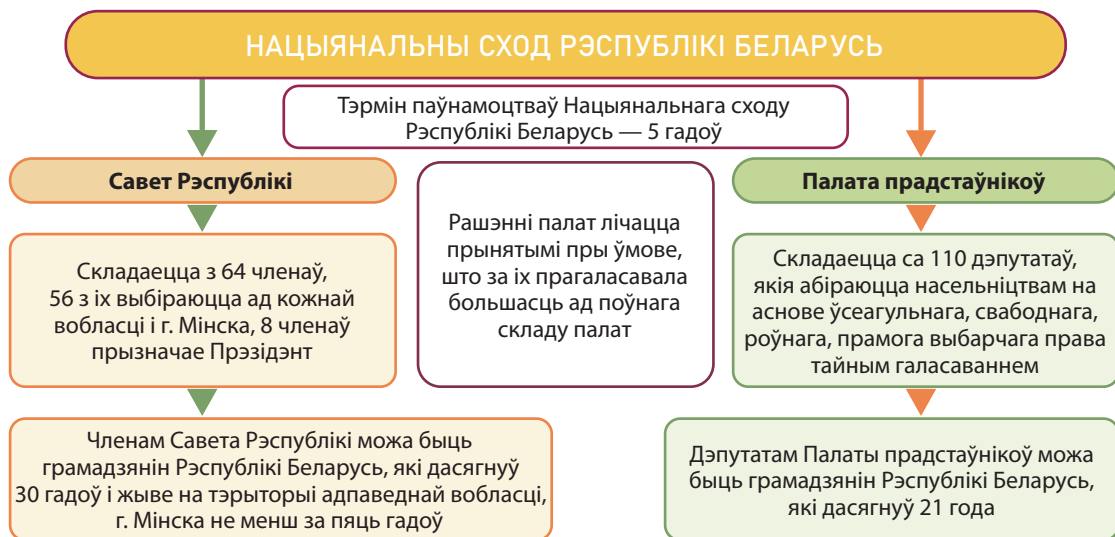 НАЦЫЯНАЛЬНЫ СХОД РЭСПУБЛІКІ БЕЛАРУСЬ
Тэрмін паўнамоцтваў Нацыянальнага сходу
Рэспублікі Беларусь — 5 гадоў
Савет Рэспублікі
Складаецца з 64 членаў,
56 з іх выбіраюцца ад кожнай
вобласці і г. Мінска, 8 членаў
прызначае Прэзідэнт
Членам Савета Рэспублікі можа быць
грамадзянін Рэспублікі Беларусь, які дасягнуў
30 гадоў і жыве на тэрыторыі адпаведнай вобласці,
г. Мінска не менш за пяць гадоў
Рашэнні палат лічацца
прынятымі пры ўмове,
што за іх прагаласавала
большасць ад поўнага
складу палат
Палата прадстаўнікоў
Складаецца са 110 дэпутатаў,
якія абіраюцца насельніцтвам на
аснове ўсеагульнага, свабоднага,
роўнага, прамога выбарчага права
тайным галасаваннем
Дэпутатам Палаты прадстаўнікоў можа
быць грамадзянін Рэспублікі Беларусь,
які дасягнуў 21 года